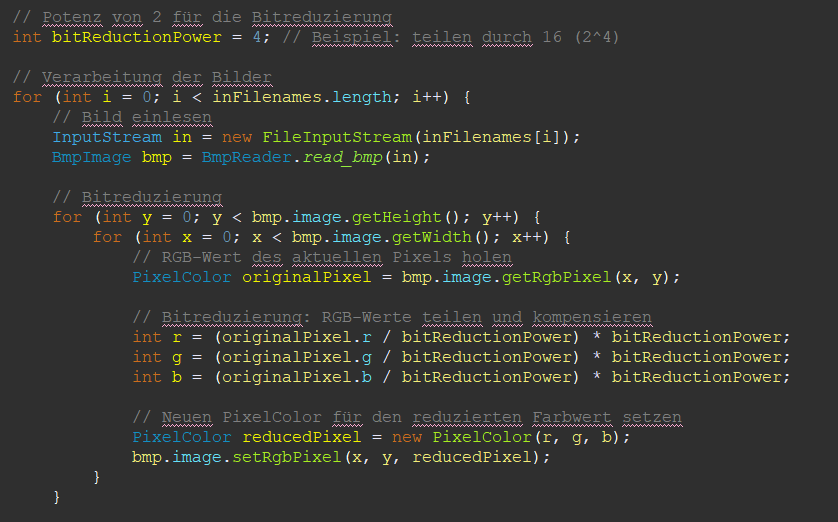 // Potenz von 2 für die Bitreduzierung
int bitReductionPower = 4; // Beispiel: teilen durch 16 (2^4)

// Verarbeitung der Bilder
for (int i = 0; i < inFilenames.length; i++) {
    // Bild einlesen
    InputStream in = new FileInputStream(inFilenames[i]);
    BmpImage bmp = BmpReader.read_bmp(in);

    // Bitreduzierung
    for (int y = 0; y < bmp.image.getHeight(); y++) {
        for (int x = 0; x < bmp.image.getWidth(); x++) {
            // RGB-Wert des aktuellen Pixels holen
            PixelColor originalPixel = bmp.image.getRgbPixel(x, y);

            // Bitreduzierung: RGB-Werte teilen und kompensieren
            int r = (originalPixel.r / bitReductionPower) * bitReductionPower;
            int g = (originalPixel.g / bitReductionPower) * bitReductionPower;
            int b = (originalPixel.b / bitReductionPower) * bitReductionPower;

            // Neuen PixelColor für den reduzierten Farbwert setzen
            PixelColor reducedPixel = new PixelColor(r, g, b);
            bmp.image.setRgbPixel(x, y, reducedPixel);
        }
    }